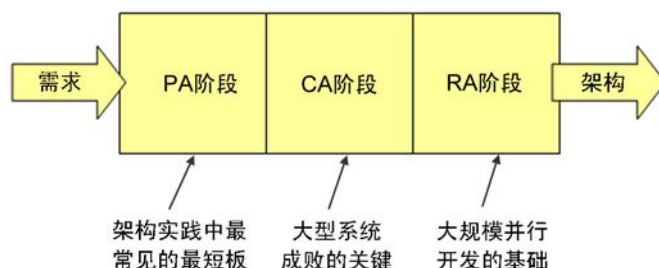 需求
PA阶段
CA阶段
RA阶段
架构
架构实践中最
常见的最短板
大型系统
成败的关键
大规模并行
开发的基础